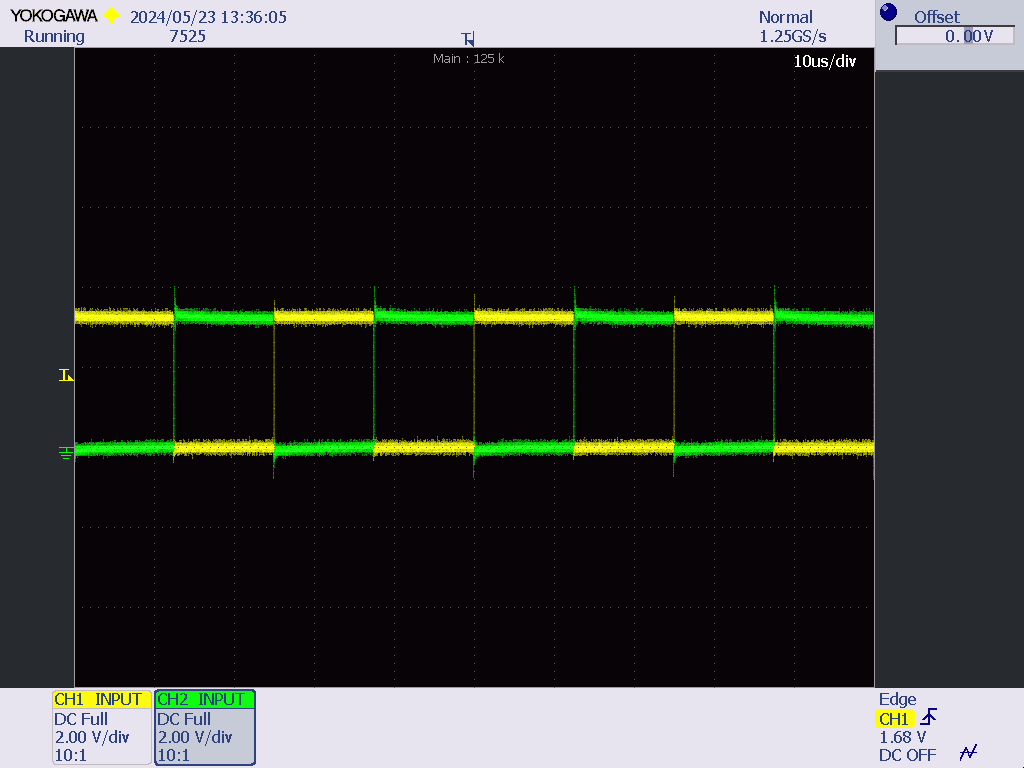 YOKOGAWA 2024/05/23 13:36:05
Running 7525
Normal
1.25GS/s
Offset
0.00V
T
Main : 125 k
10us/div
T
CH1 INPUT
DC Full
2.00 V/div
10:1
CH2 INPUT
DC Full
2.00 V/div
10:1
Edge
CH1
1.68 V
DC OFF